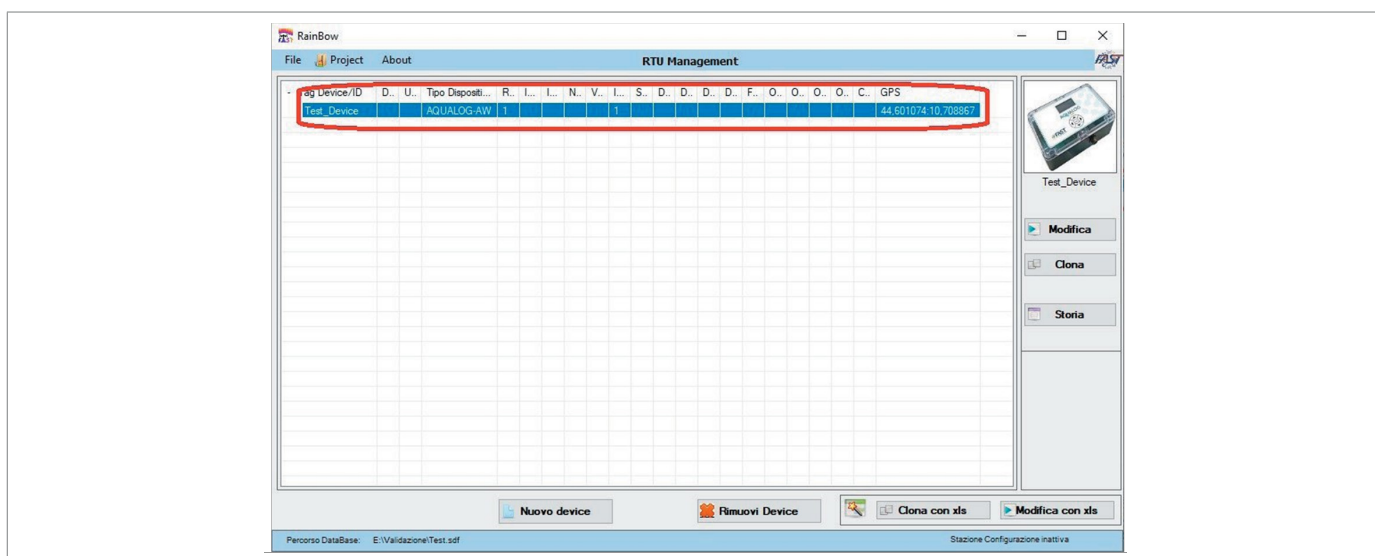 RainBow
File Project About RTU Management FAST
- Tag Device/ID D.. U.. Tipo Dispositi... R.. I... I... N.. V.. I... S.. D.. D.. D.. D.. F.. O.. O.. O.. O.. C.. GPS
Test_Device AQUALOG-AW 1 1 44,601074:10,708867
Test_Device
Modifica
Clona
Storia
Nuovo device Rimuovi Device Clona con xls Modifica con xls
Percorso DataBase: E:\Validazione\Test.sdf Stazione Configurazione inattiva